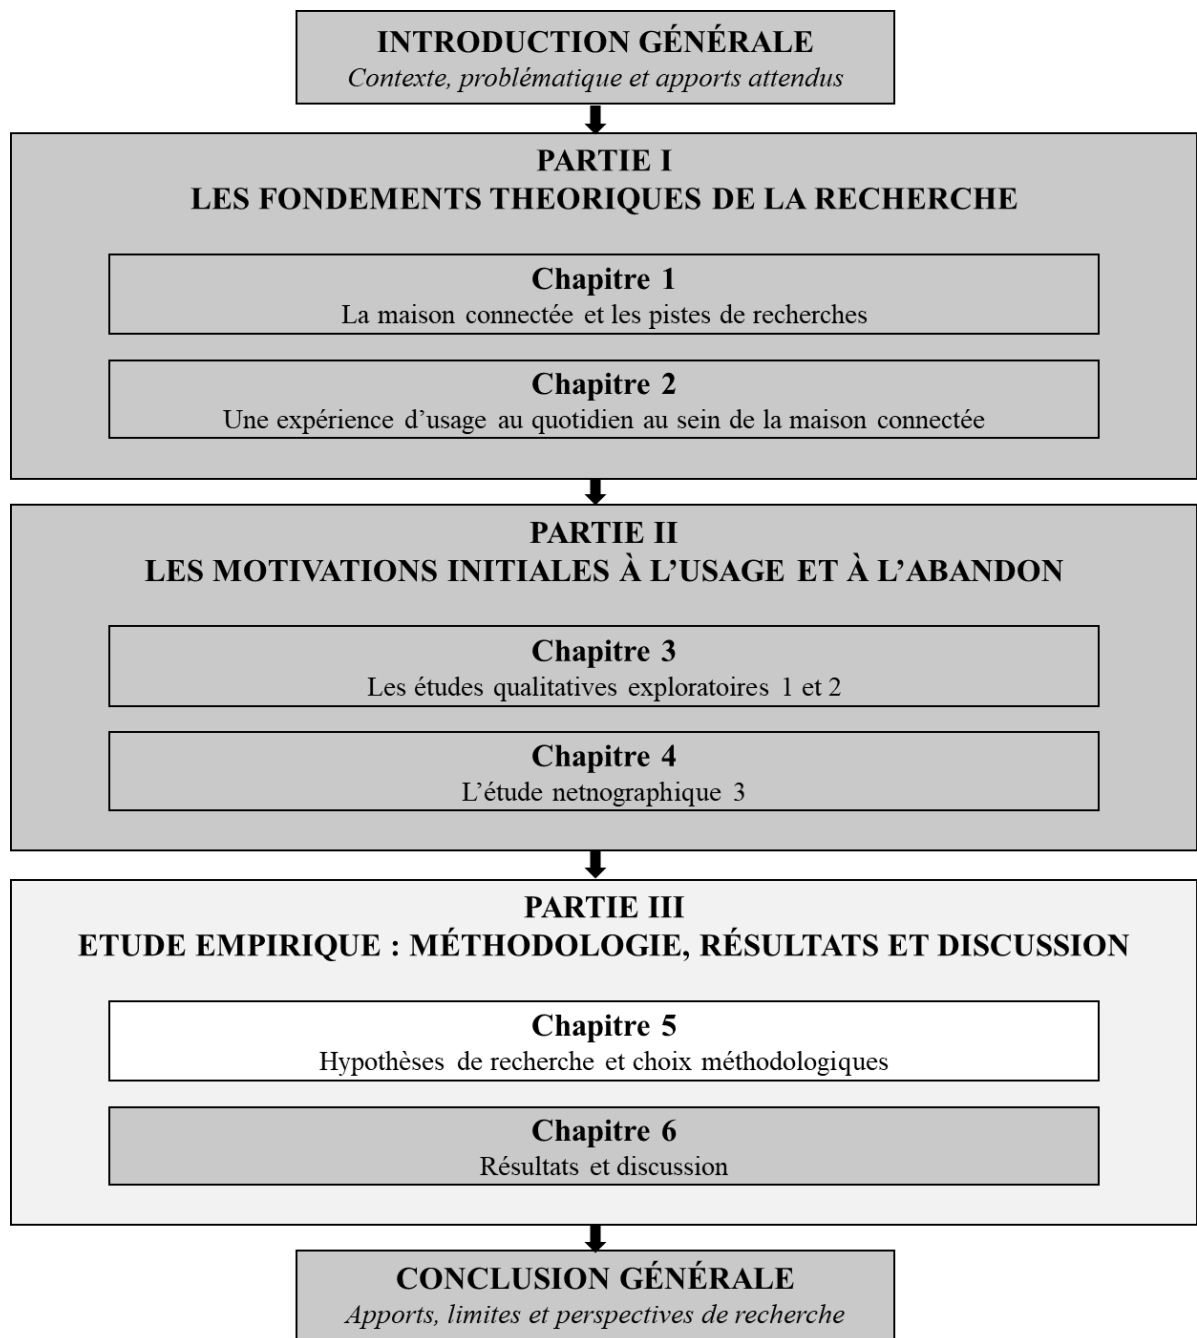 INTRODUCTION GÉNÉRALE
Contexte, problématique et apports attendus
PARTIE I
LES FONDEMENTS THEORIQUES DE LA RECHERCHE
Chapitre 1
La maison connectée et les pistes de recherches
Chapitre 2
Une expérience d’usage au quotidien au sein de la maison connectée
PARTIE II
LES MOTIVATIONS INITIALES À L’USAGE ET À L’ABANDON
Chapitre 3
Les études qualitatives exploratoires 1 et 2
Chapitre 4
L’étude netnographique 3
PARTIE III
ETUDE EMPIRIQUE : MÉTHODOLOGIE, RÉSULTATS ET DISCUSSION
Chapitre 5
Hypothèses de recherche et choix méthodologiques
Chapitre 6
Résultats et discussion
CONCLUSION GÉNÉRALE
Apports, limites et perspectives de recherche